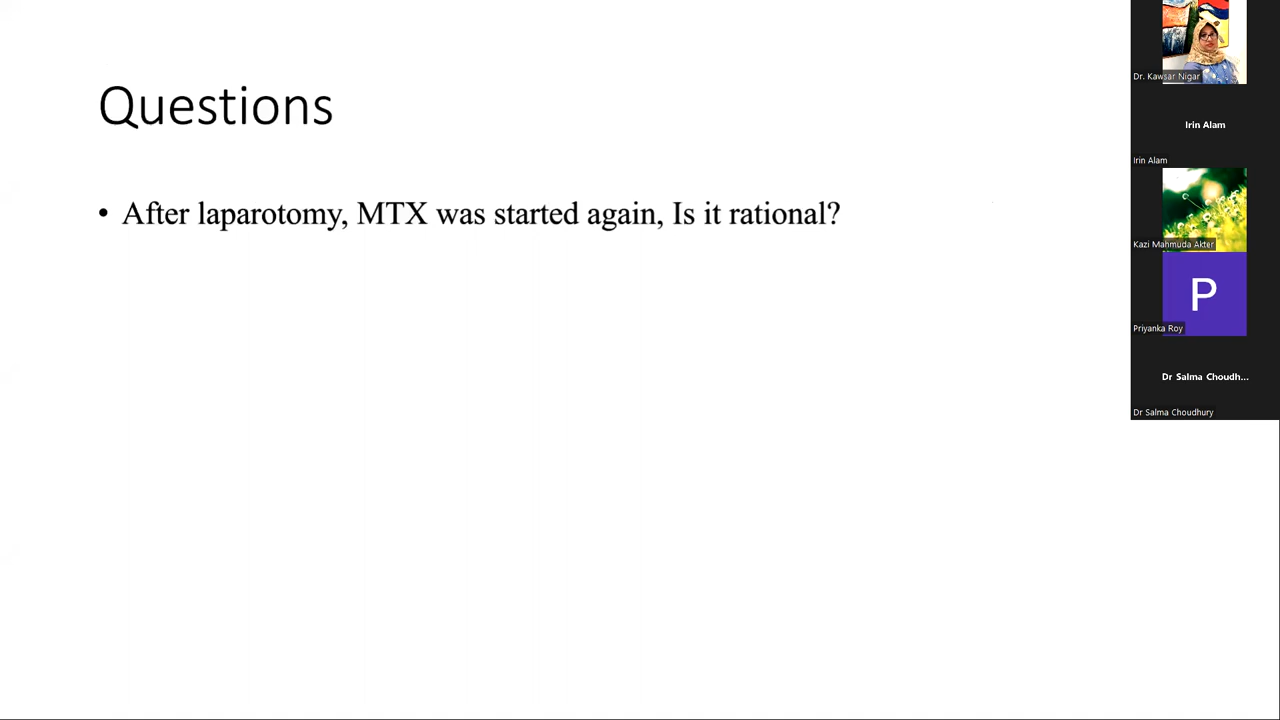 Questions
• After laparotomy, MTX was started again, Is it rational?
Dr. Kawsar Nigar
Irin Alam
Irin Alam
Kazi Mahmuda Akter
P
Priyanka Roy
Dr Salma Choudh...
Dr Salma Choudhury